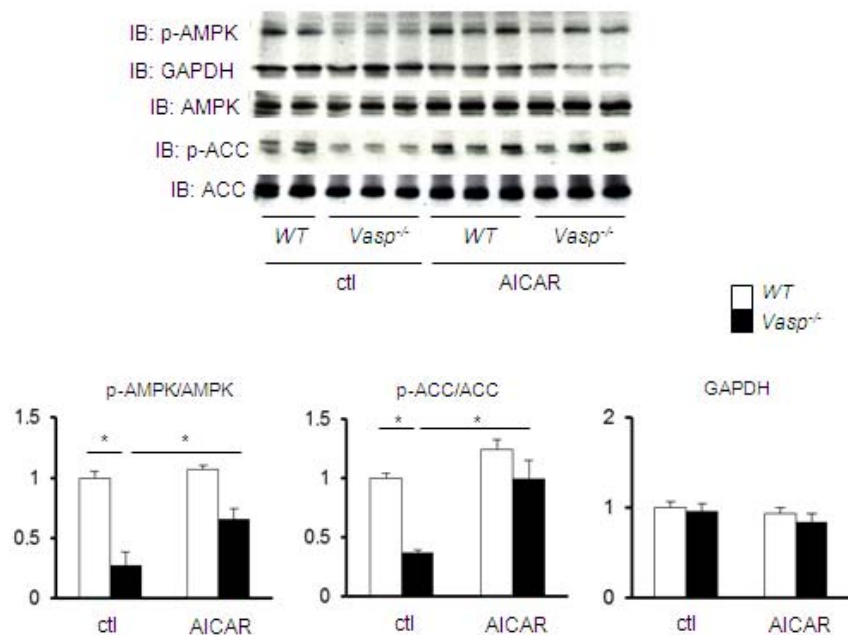 IB: p-AMPK
IB: GAPDH
IB: AMPK
IB: p-ACC
IB: ACC
WT Vasp-/- WT Vasp-/-
ctl AICAR
WT
Vasp-/-
p-AMPK/AMPK
1.5
1
0.5
0
* *
ctl AICAR
p-ACC/ACC
1.5
1
0.5
0
* *
ctl AICAR
GAPDH
2
1
0
ctl AICAR